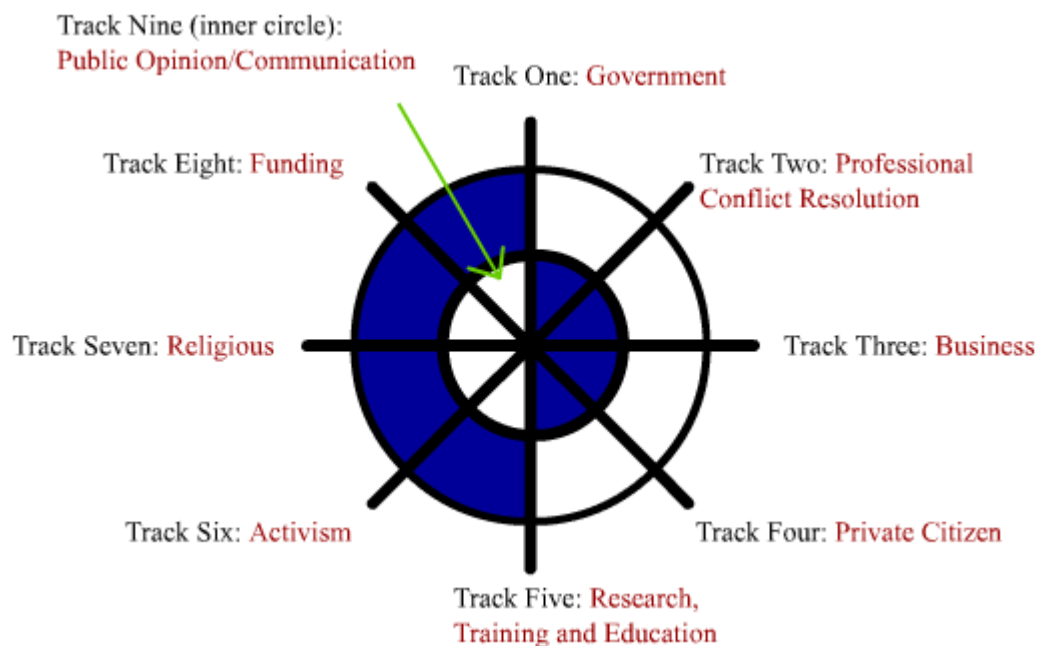 Track Nine (inner circle):
Public Opinion/Communication
Track One: Government
Track Eight: Funding
Track Two: Professional
Conflict Resolution
Track Seven: Religious
Track Three: Business
Track Six: Activism
Track Four: Private Citizen
Track Five: Research,
Training and Education